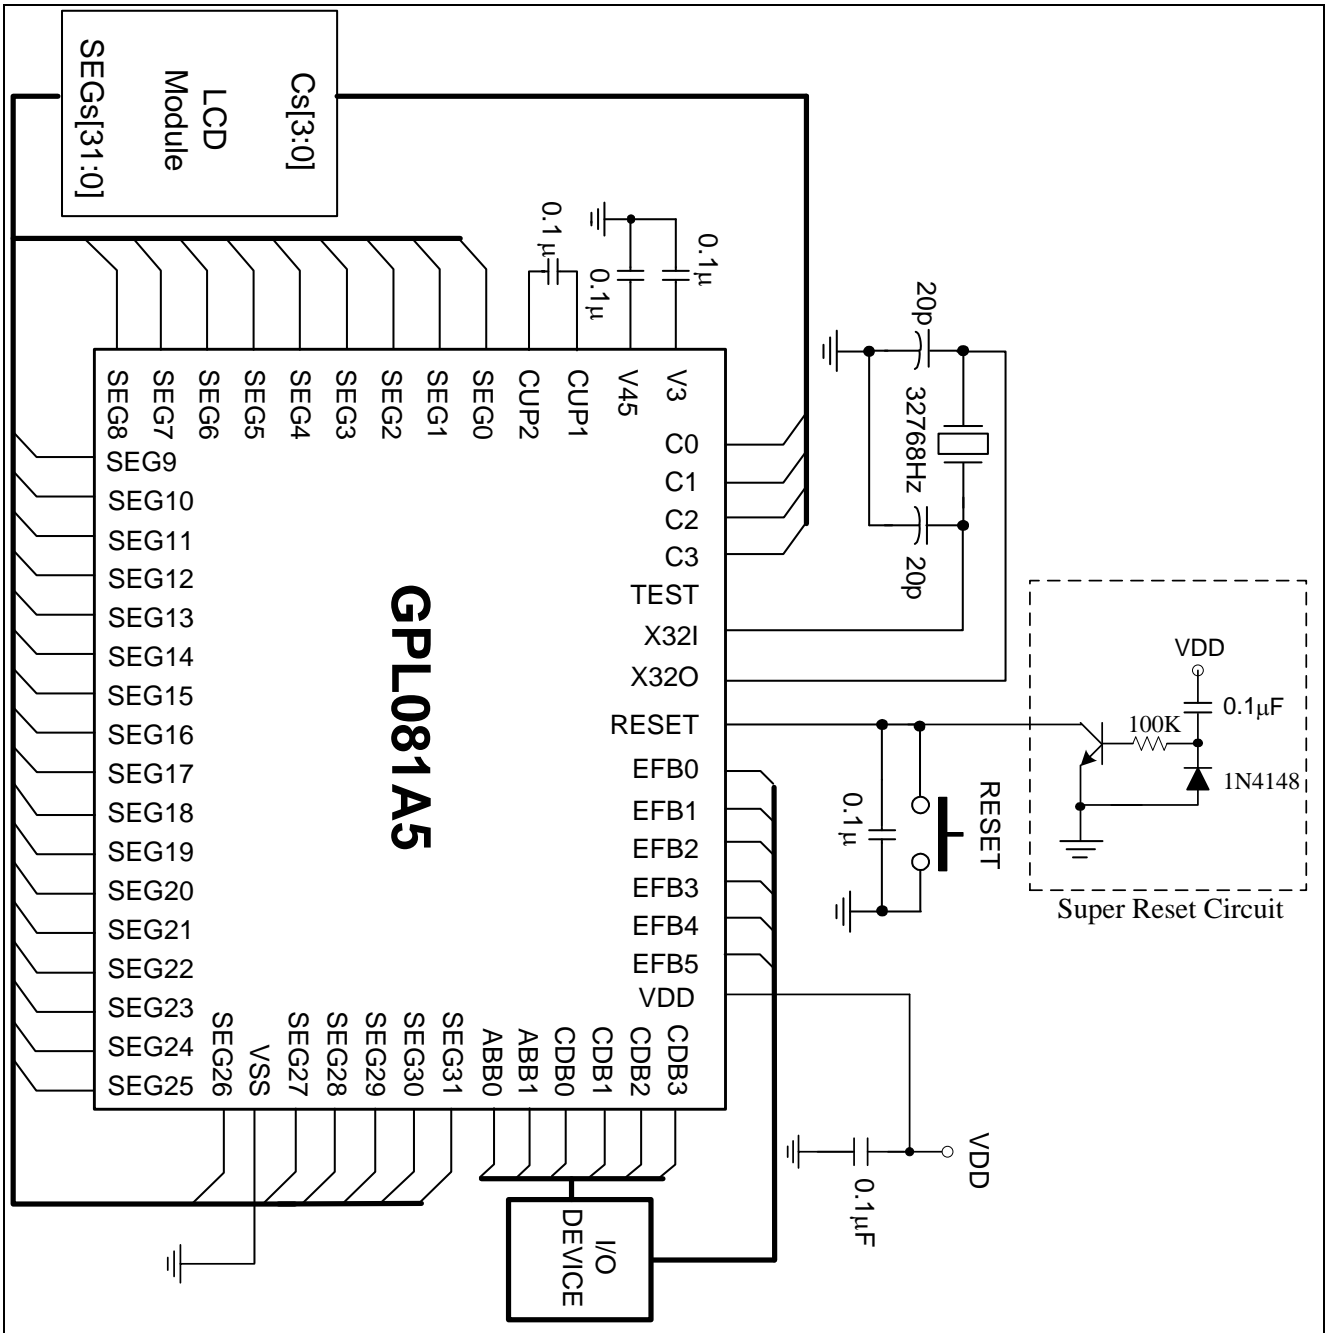 SEGs[31:0]
LCD
Module
Cs[3:0]
0.1μ
0.1μ
0.1μ
20p
32768Hz
20p
SEG8
SEG7
SEG6
SEG5
SEG4
SEG3
SEG2
SEG1
SEG0
CUP2
CUP1
V45
V3
C0
C1
C2
C3
TEST
X32I
X32O
RESET
EFB0
EFB1
EFB2
EFB3
EFB4
EFB5
VDD
SEG9
SEG10
SEG11
SEG12
SEG13
SEG14
SEG15
SEG16
SEG17
SEG18
SEG19
SEG20
SEG21
SEG22
SEG23
SEG24
SEG25
GPL081A5
SEG26
VSS
SEG27
SEG28
SEG29
SEG30
SEG31
ABB0
ABB1
CDB0
CDB1
CDB2
CDB3
0.1μ
RESET
VDD
0.1μF
100K
1N4148
Super Reset Circuit
VDD
0.1μF
I/O
DEVICE